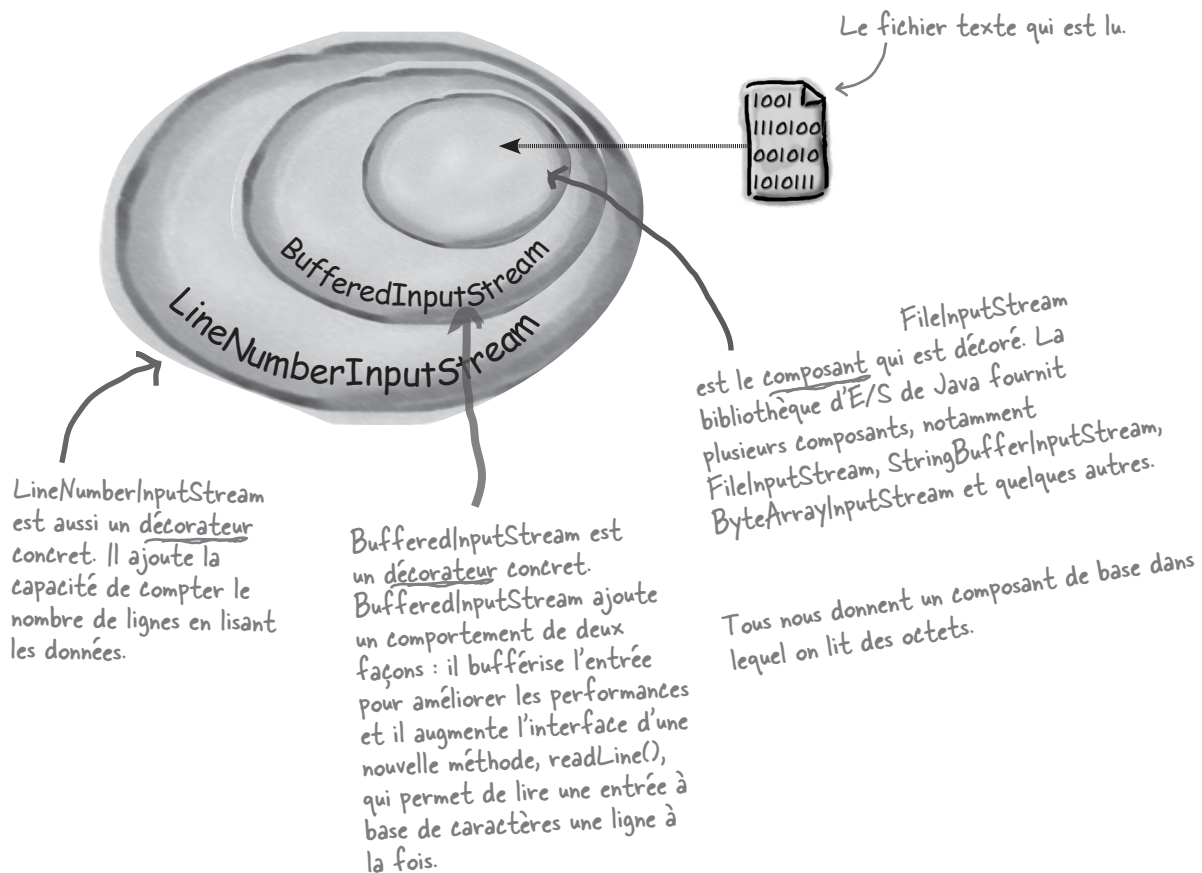 Le fichier texte qui est lu.
1001
1110100
001010
1010111
BufferedInputStream
LineNumberInputStream
FileInputStream
est le composant qui est décoré. La
bibliothèque d'E/S de Java fournit
plusieurs composants, notamment
FileInputStream, StringBufferInputStream,
ByteArrayInputStream et quelques autres.
Tous nous donnent un composant de base dans
lequel on lit des octets.
LineNumberInputStream
est aussi un décorateur
concret. Il ajoute la
capacité de compter le
nombre de lignes en lisant
les données.
BufferedInputStream est
un décorateur concret.
BufferedInputStream ajoute
un comportement de deux
façons : il bufférise l'entrée
pour améliorer les performances
et il augmente l'interface d'une
nouvelle méthode, readLine(),
qui permet de lire une entrée à
base de caractères une ligne à
la fois.